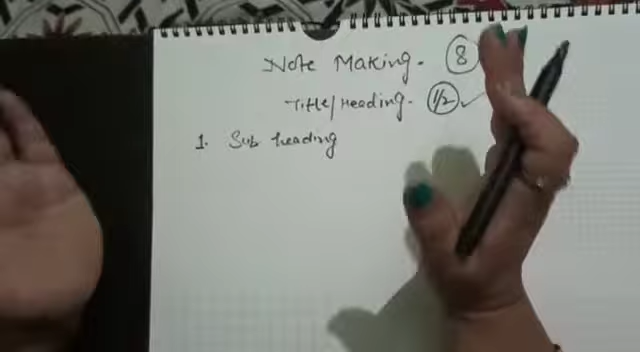 Note Making. 8
Title/Heading. 1/2 ✓
1. Sub heading